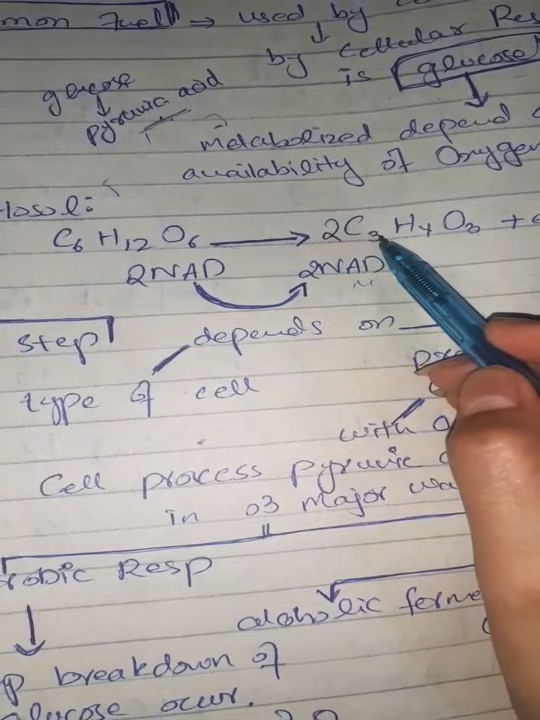 mon Fuel → used by
↓
by Cellular Res
is glucose
glucose
↓
pyruvic acid
metabolized depend
availability of Oxygen
tosol:
C6 H12 O6 → 2C3 H4 O3 +
2NAD 2NAD
step
depends on
type of cell
with
Cell process pyruvic
in 03 major wa
robic Resp
alcoholic ferme
breakdown of
lucose occur.